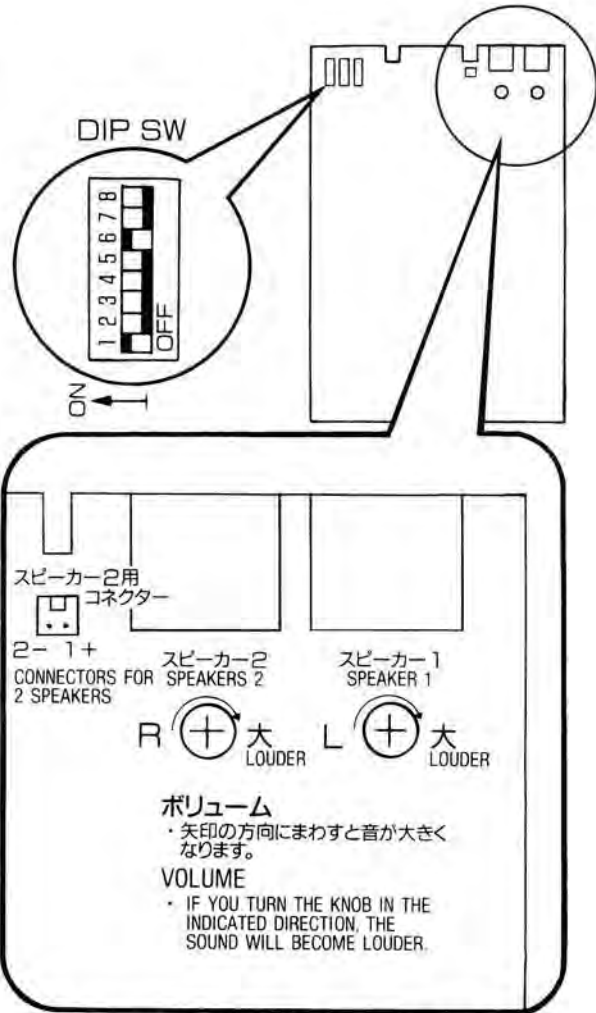 DIP SW
1 2 3 4 5 6 7 8
OFF
ON
スピーカー2用
コネクター
2− 1+
CONNECTORS FOR
2 SPEAKERS
スピーカー2
SPEAKERS 2
スピーカー1
SPEAKER 1
R
大
LOUDER
L
大
LOUDER
ボリューム
・矢印の方向にまわすと音が大きく
なります。
VOLUME
・ IF YOU TURN THE KNOB IN THE
INDICATED DIRECTION, THE
SOUND WILL BECOME LOUDER.